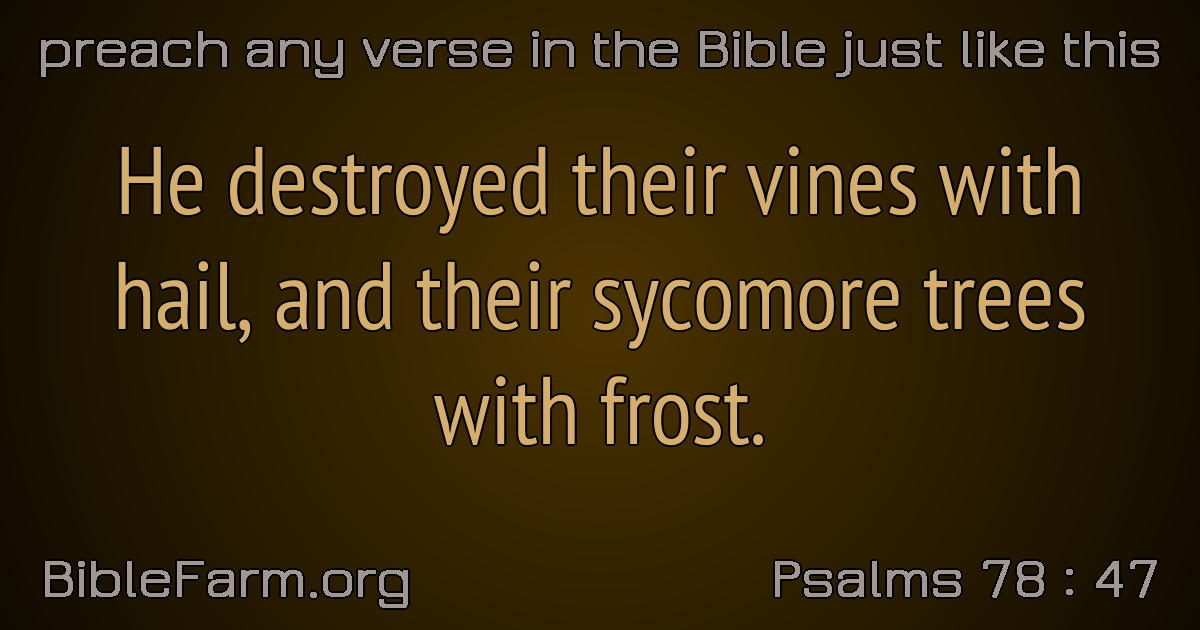 preach any verse in the Bible just like this
He destroyed their vines with
hail, and their sycomore trees
with frost.
BibleFarm.org
Psalms 78 : 47